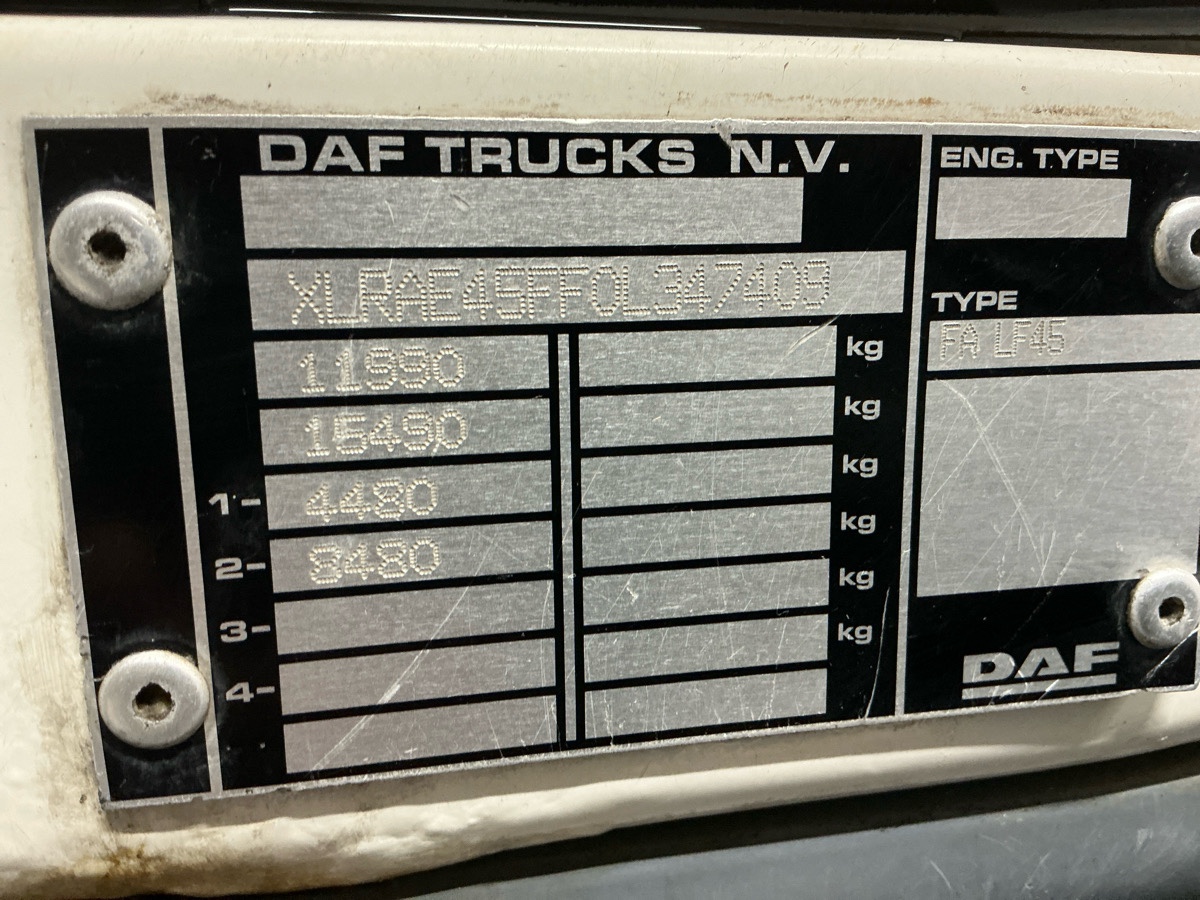 DAF TRUCKS N.V.
ENG. TYPE
XLRAE45FF0L347409
TYPE
FA LF45
11990 kg
15490 kg
1- 4480 kg
2- 8480 kg
3- kg
4- kg
DAF